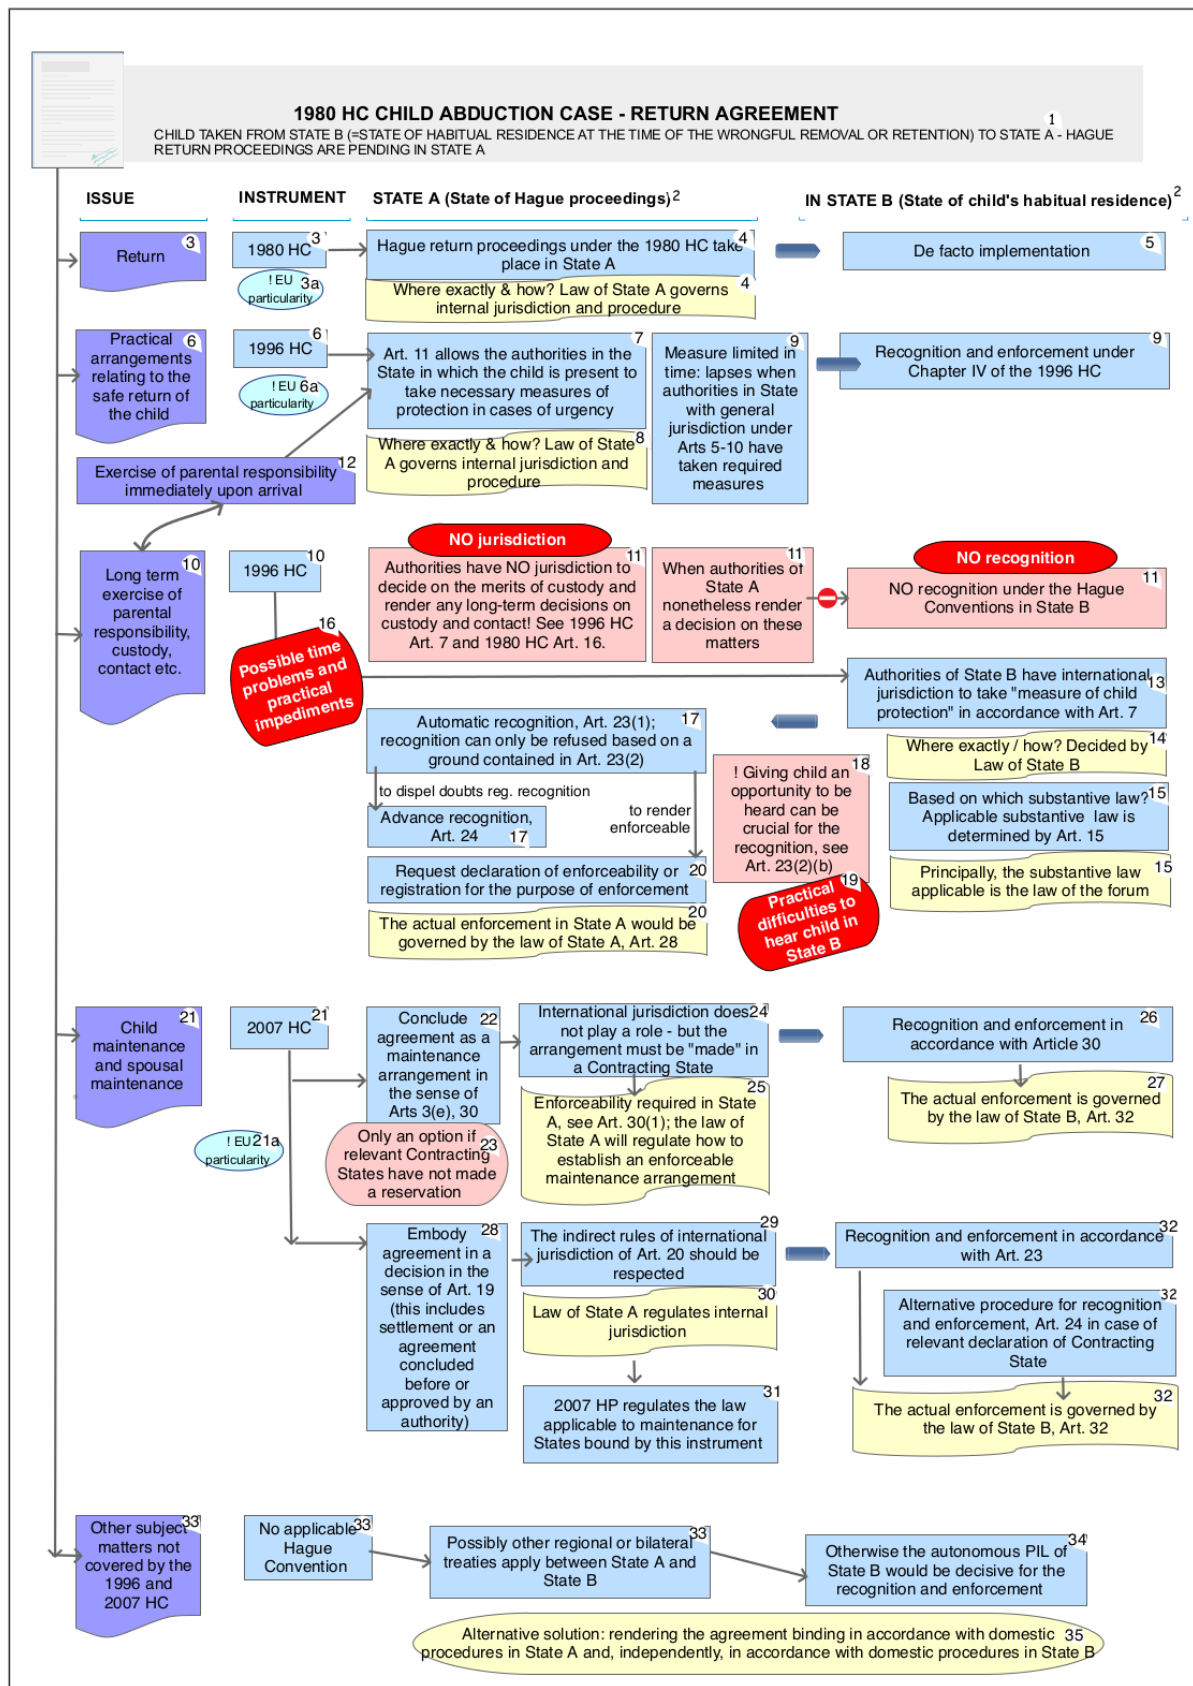 1980 HC CHILD ABDUCTION CASE - RETURN AGREEMENT
1
CHILD TAKEN FROM STATE B (=STATE OF HABITUAL RESIDENCE AT THE TIME OF THE WRONGFUL REMOVAL OR RETENTION) TO STATE A - HAGUE
RETURN PROCEEDINGS ARE PENDING IN STATE A
ISSUE
INSTRUMENT
STATE A (State of Hague proceedings) 2
IN STATE B (State of child's habitual residence) 2
Return
3
1980 HC
3
! EU
particularity
3a
Hague return proceedings under the 1980 HC take
place in State A
4
Where exactly & how? Law of State A governs
internal jurisdiction and procedure
4
De facto implementation
5
Practical
arrangements
relating to the
safe return of
the child
6
1996 HC
6
! EU
particularity
6a
Art. 11 allows the authorities in the
State in which the child is present to
take necessary measures of
protection in cases of urgency
7
Where exactly & how? Law of State
A governs internal jurisdiction and
procedure
8
Measure limited in
time: lapses when
authorities in State
with general
jurisdiction under
Arts 5-10 have
taken required
measures
9
Recognition and enforcement under
Chapter IV of the 1996 HC
9
Exercise of parental responsibility
immediately upon arrival
12
Long term
exercise of
parental
responsibility,
custody,
contact etc.
10
1996 HC
10
Possible time
problems and
practical
impediments
16
NO jurisdiction
Authorities have NO jurisdiction to
decide on the merits of custody and
render any long-term decisions on
custody and contact! See 1996 HC
Art. 7 and 1980 HC Art. 16.
11
When authorities of
State A
nonetheless render
a decision on these
matters
11
NO recognition
NO recognition under the Hague
Conventions in State B
11
Authorities of State B have international
jurisdiction to take "measure of child
protection" in accordance with Art. 7
13
Where exactly / how? Decided by
Law of State B
14
Based on which substantive law?
Applicable substantive law is
determined by Art. 15
15
Principally, the substantive law
applicable is the law of the forum
15
Automatic recognition, Art. 23(1);
recognition can only be refused based on a
ground contained in Art. 23(2)
17
to dispel doubts reg. recognition
Advance recognition,
Art. 24
17
to render
enforceable
! Giving child an
opportunity to be
heard can be
crucial for the
recognition, see
Art. 23(2)(b)
18
Practical
difficulties to
hear child in
State B
19
Request declaration of enforceability or
registration for the purpose of enforcement
20
The actual enforcement in State A would be
governed by the law of State A, Art. 28
20
Child
maintenance
and spousal
maintenance
21
2007 HC
21
! EU
particularity
21a
Conclude
agreement as a
maintenance
arrangement in
the sense of
Arts 3(e), 30
22
Only an option if
relevant Contracting
States have not made
a reservation
23
International jurisdiction does
not play a role - but the
arrangement must be "made" in
a Contracting State
24
Enforceability required in State
A, see Art. 30(1); the law of
State A will regulate how to
establish an enforceable
maintenance arrangement
25
Recognition and enforcement in
accordance with Article 30
26
The actual enforcement is governed
by the law of State B, Art. 32
27
Embody
agreement in a
decision in the
sense of Art. 19
(this includes
settlement or an
agreement
concluded
before or
approved by an
authority)
28
The indirect rules of international
jurisdiction of Art. 20 should be
respected
29
Law of State A regulates internal
jurisdiction
30
2007 HP regulates the law
applicable to maintenance for
States bound by this instrument
31
Recognition and enforcement in accordance
with Art. 23
32
Alternative procedure for recognition
and enforcement, Art. 24 in case of
relevant declaration of Contracting
State
32
The actual enforcement is governed by
the law of State B, Art. 32
32
Other subject
matters not
covered by the
1996 and
2007 HC
33
No applicable
Hague
Convention
33
Possibly other regional or bilateral
treaties apply between State A and
State B
33
Otherwise the autonomous PIL of
State B would be decisive for the
recognition and enforcement
34
Alternative solution: rendering the agreement binding in accordance with domestic
procedures in State A and, independently, in accordance with domestic procedures in State B
35